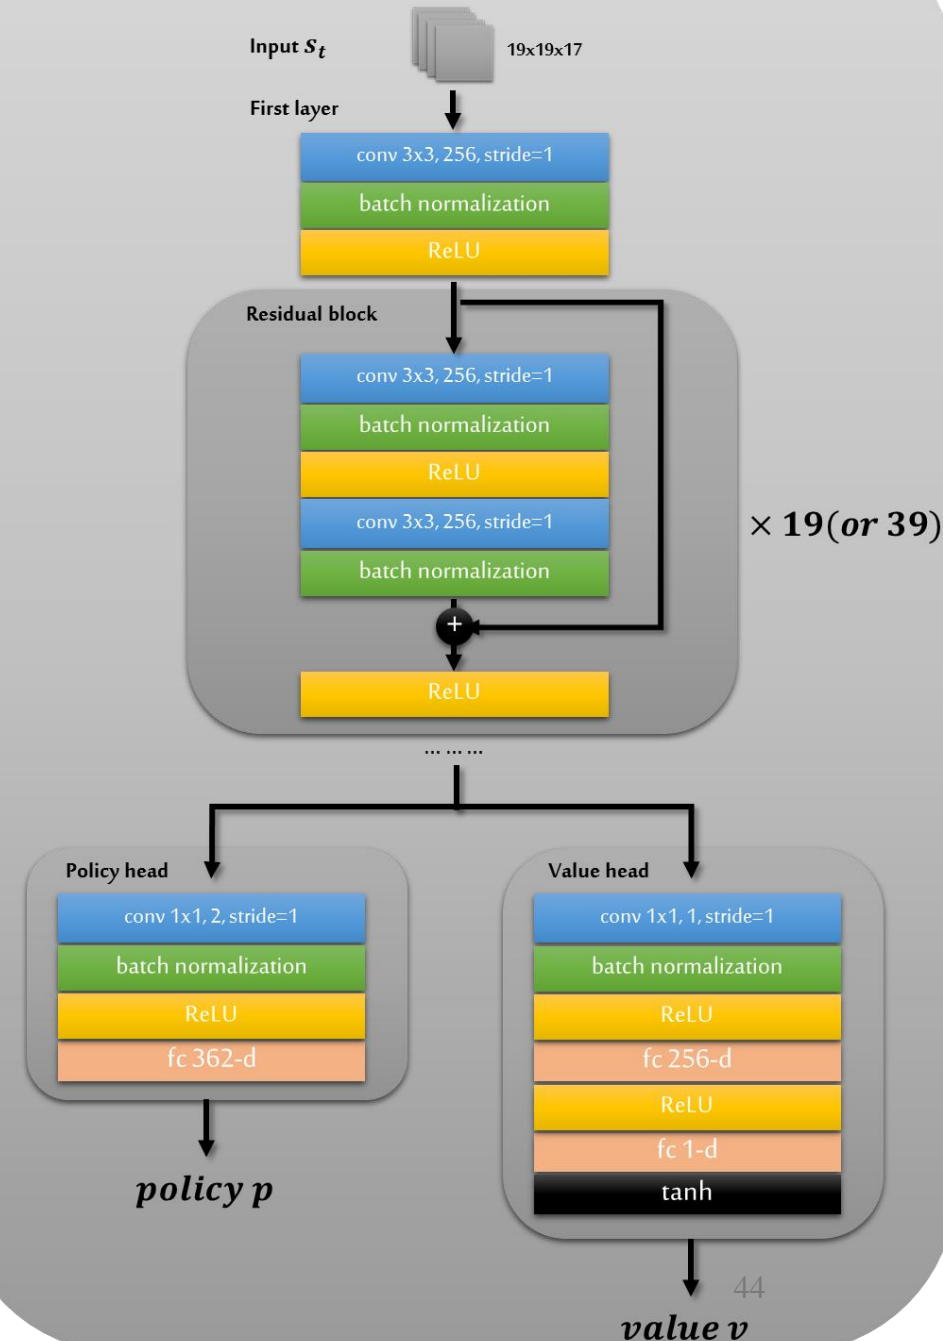 Input s_t
19x19x17
First layer
conv 3x3, 256, stride=1
batch normalization
ReLU
Residual block
conv 3x3, 256, stride=1
batch normalization
ReLU
conv 3x3, 256, stride=1
batch normalization
+
ReLU
× 19(or 39)
... ... ...
Policy head
conv 1x1, 2, stride=1
batch normalization
ReLU
fc 362-d
policy p
Value head
conv 1x1, 1, stride=1
batch normalization
ReLU
fc 256-d
ReLU
fc 1-d
tanh
44
value v